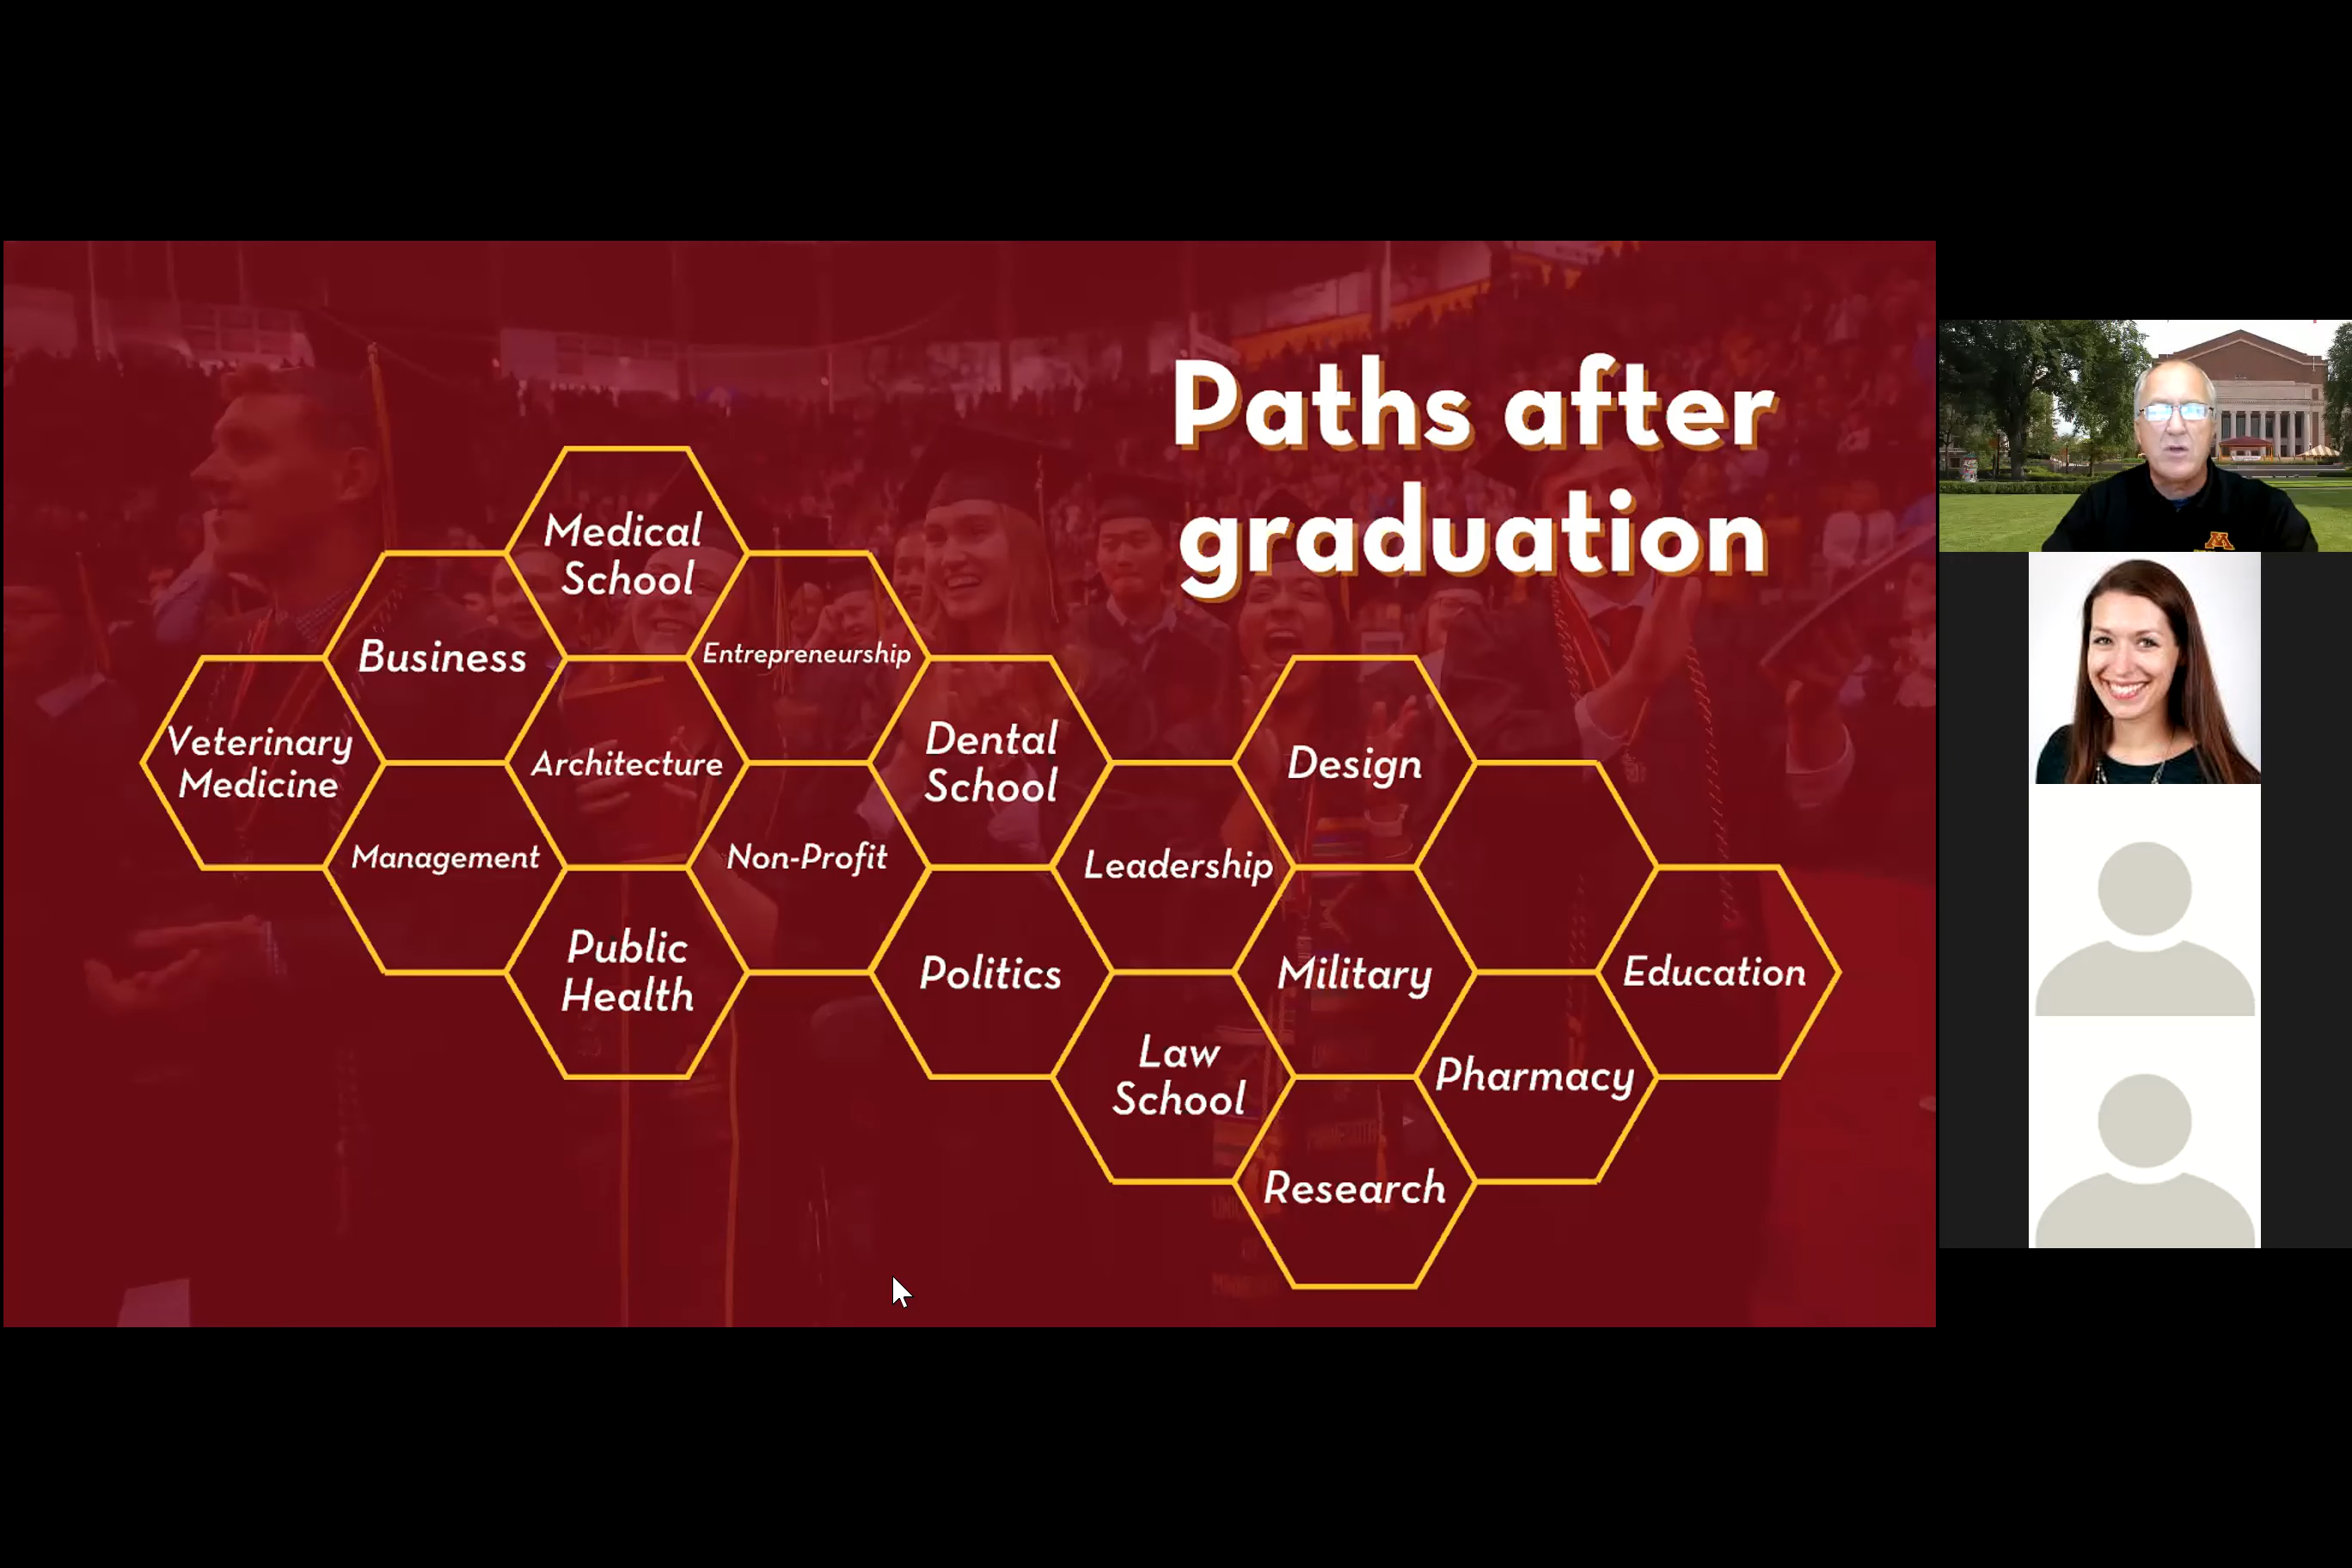 Paths after
graduation
Medical
School
Business
Entrepreneurship
Veterinary
Medicine
Architecture
Dental
School
Design
Management
Non-Profit
Leadership
Public
Health
Politics
Military
Education
Law
School
Pharmacy
Research
M